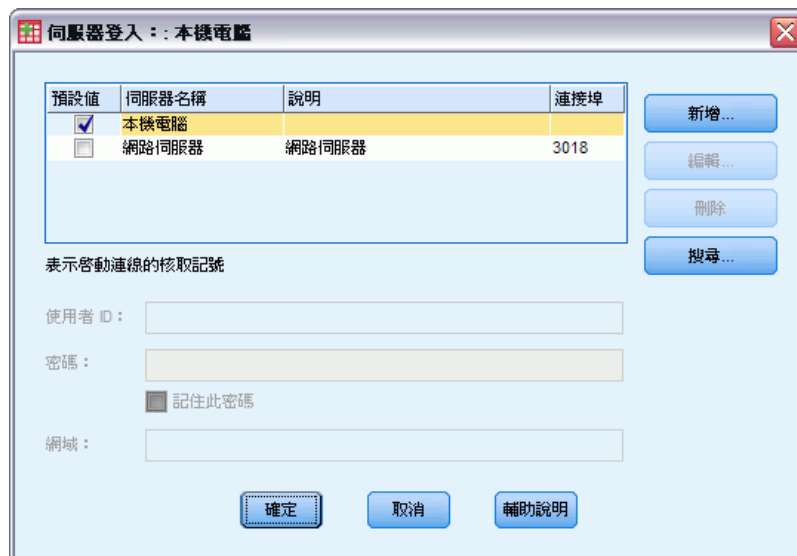 伺服器登入：: 本機電腦
預設值 伺服器名稱 說明 連接埠
本機電腦
網路伺服器 網路伺服器 3018
新增...
編輯...
刪除
搜尋...
表示啓動連線的核取記號
使用者 ID：
密碼：
記住此密碼
網域：
確定 取消 輔助說明